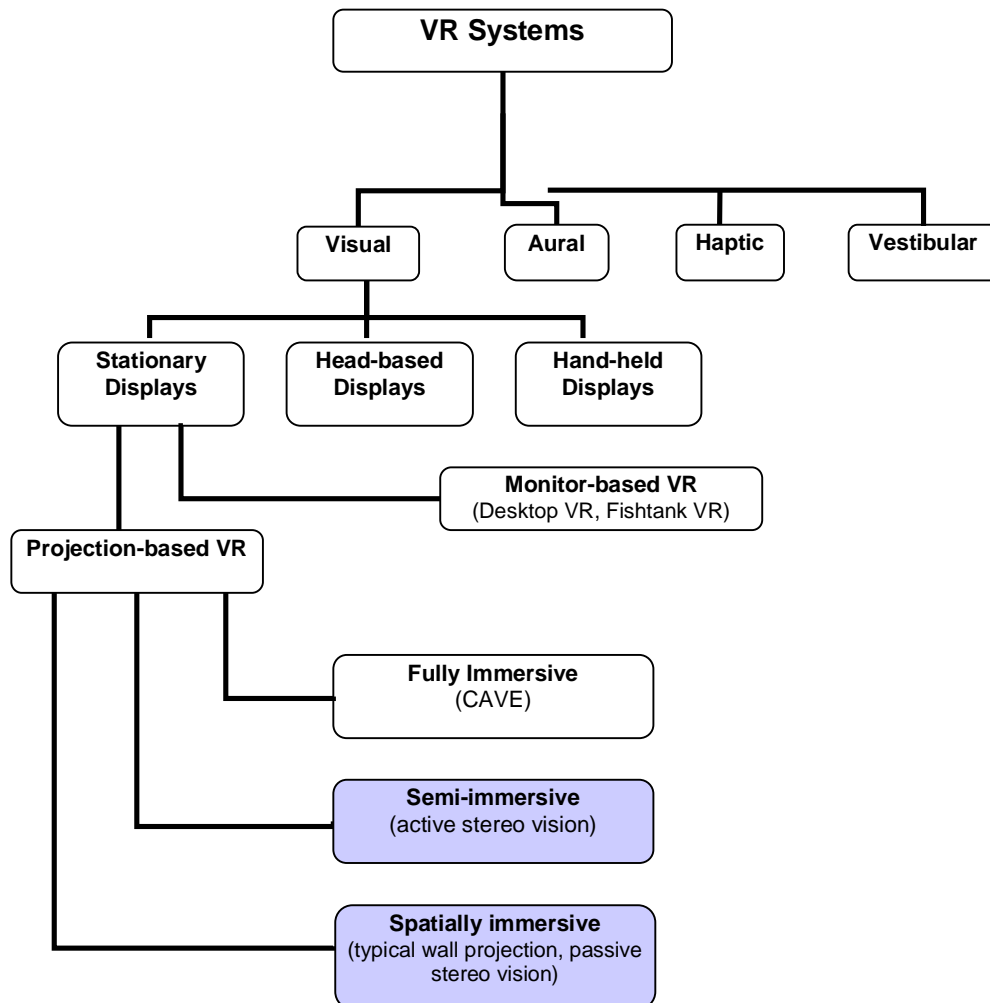 VR Systems
Visual
Aural
Haptic
Vestibular
Stationary
Displays
Head-based
Displays
Hand-held
Displays
Monitor-based VR
(Desktop VR, Fishtank VR)
Projection-based VR
Fully Immersive
(CAVE)
Semi-immersive
(active stereo vision)
Spatially immersive
(typical wall projection, passive
stereo vision)